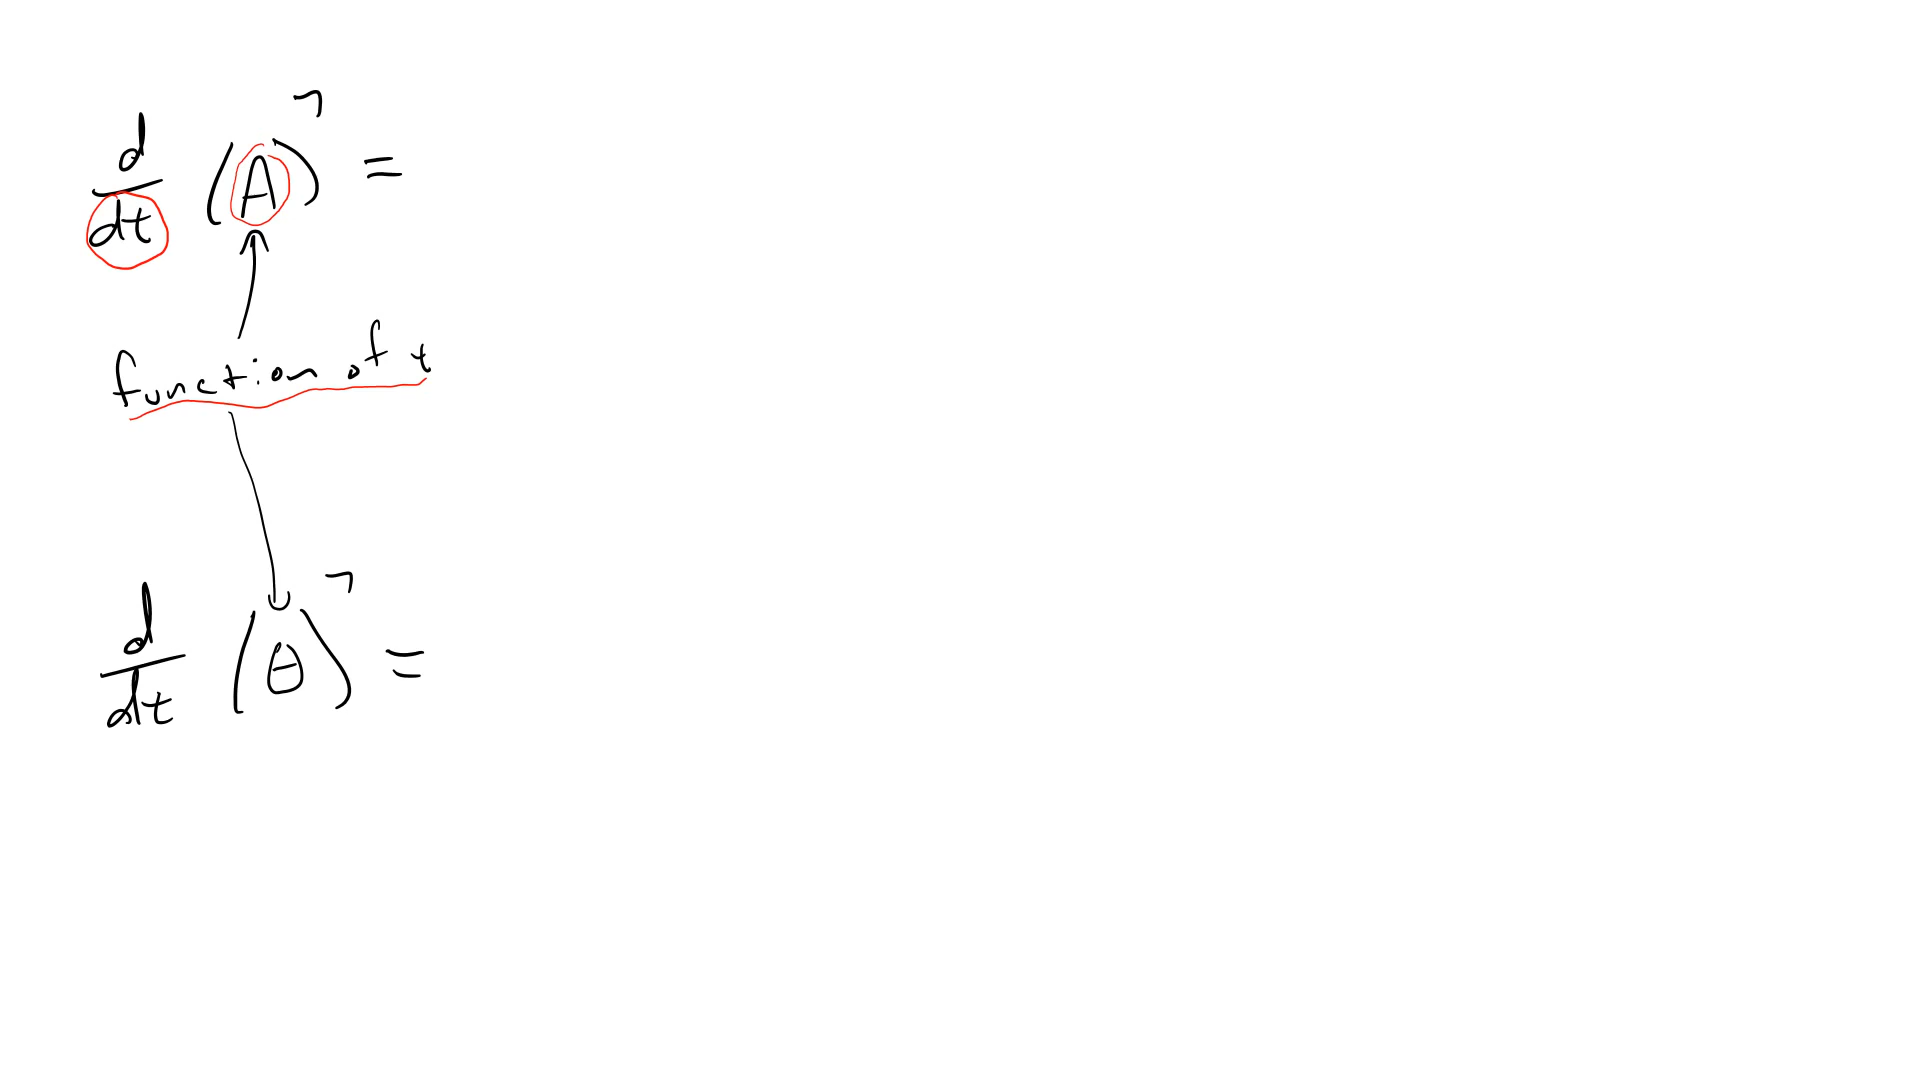 d/dt (A)⁷ =
function of t
d/dt (θ)⁷ =